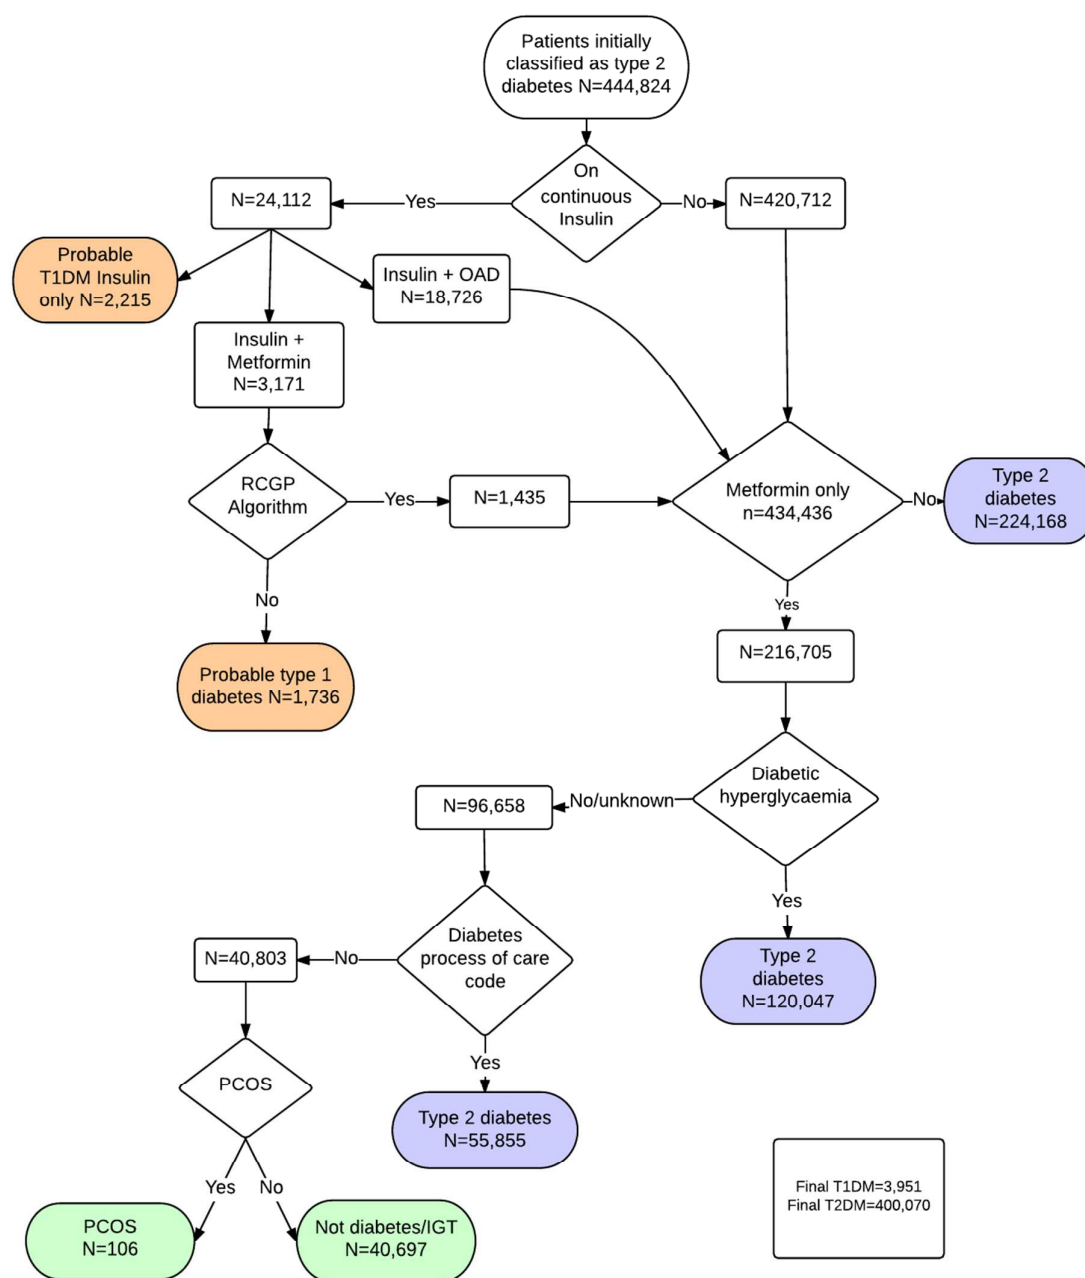 Patients initially
classified as type 2
diabetes N=444,824
On
continuous
Insulin
Yes
No
N=24,112
N=420,712
Probable
T1DM Insulin
only N=2,215
Insulin + OAD
N=18,726
Insulin +
Metformin
N=3,171
RCGP
Algorithm
Yes
N=1,435
Metformin only
n=434,436
No
Type 2
diabetes
N=224,168
No
Yes
Probable type 1
diabetes N=1,736
N=216,705
Diabetic
hyperglycaemia
No/unknown
N=96,658
Yes
Type 2
diabetes
N=120,047
Diabetes
process of care
code
No
N=40,803
Yes
Type 2 diabetes
N=55,855
PCOS
Yes
No
PCOS
N=106
Not diabetes/IGT
N=40,697
Final T1DM=3,951
Final T2DM=400,070